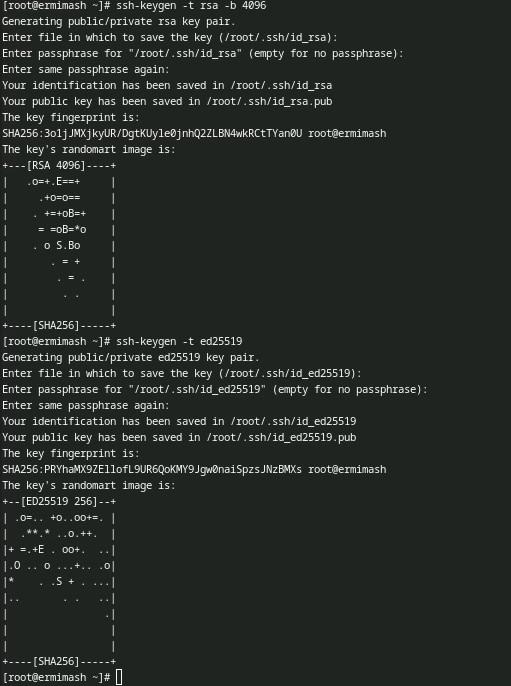 [root@ermimash ~]# ssh-keygen -t rsa -b 4096
Generating public/private rsa key pair.
Enter file in which to save the key (/root/.ssh/id_rsa):
Enter passphrase for "/root/.ssh/id_rsa" (empty for no passphrase):
Enter same passphrase again:
Your identification has been saved in /root/.ssh/id_rsa
Your public key has been saved in /root/.ssh/id_rsa.pub
The key fingerprint is:
SHA256:3o1jJMXjkyUR/DgtKUyle0jnhQ2ZLBN4wkRCtTYan0U root@ermimash
The key's randomart image is:
+---[RSA 4096]----+
|   .o=+.E==+     |
|     .+o=o==     |
|    . +=+oB=+    |
|     = =oB=*o    |
|    . o S.Bo     |
|       . = +     |
|        . = .    |
|         . .     |
|                 |
+----[SHA256]-----+
[root@ermimash ~]# ssh-keygen -t ed25519
Generating public/private ed25519 key pair.
Enter file in which to save the key (/root/.ssh/id_ed25519):
Enter passphrase for "/root/.ssh/id_ed25519" (empty for no passphrase):
Enter same passphrase again:
Your identification has been saved in /root/.ssh/id_ed25519
Your public key has been saved in /root/.ssh/id_ed25519.pub
The key fingerprint is:
SHA256:PRYhaMX9ZEllofL9UR6QoKMY9Jgw0naiSpzsJNzBMXs root@ermimash
The key's randomart image is:
+--[ED25519 256]--+
| .o=.. +o..oo+=. |
|  .**.* ..o.++.  |
|+ =.+E . oo+.  ..|
|.O .. o ...+.. .o|
|*    . .S + . ...|
|..       . .   ..|
|                .|
|                 |
|                 |
+----[SHA256]-----+
[root@ermimash ~]#